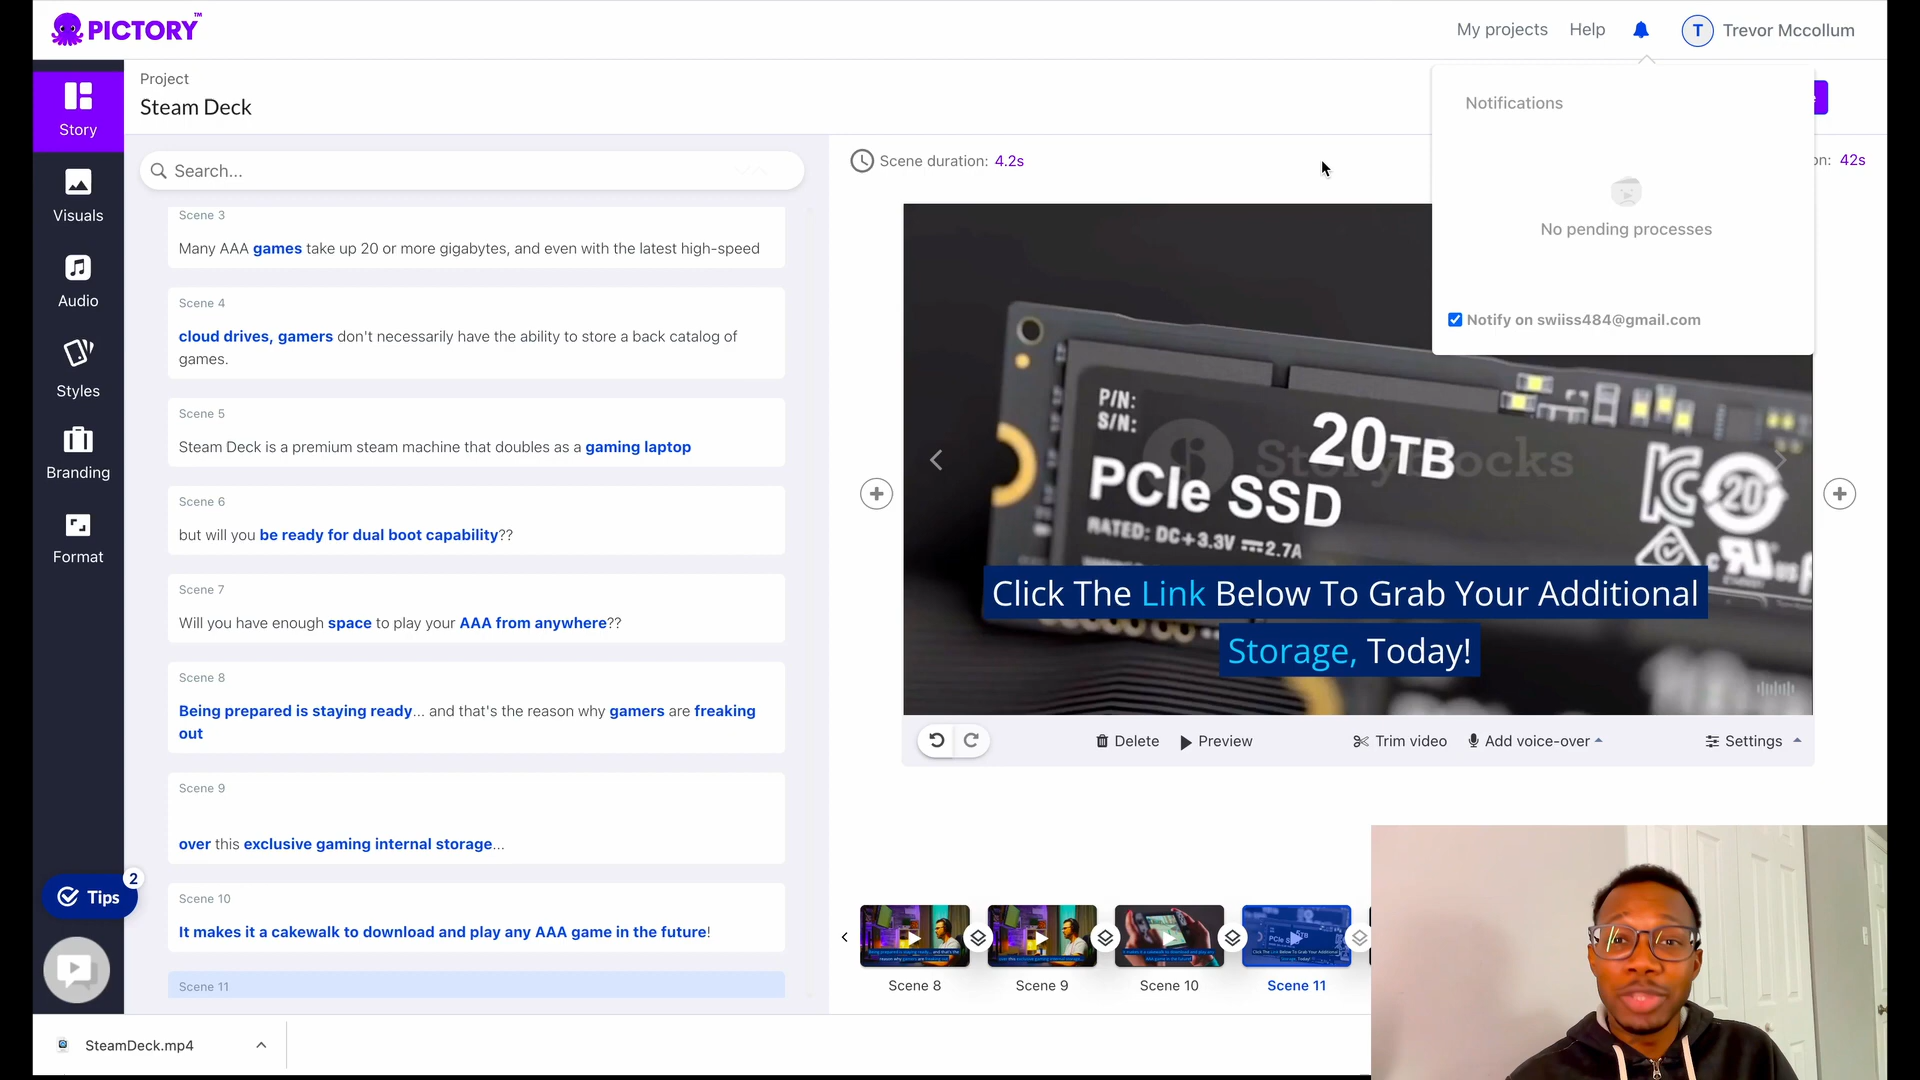 PICTORY™
My projects
Help
T
Trevor Mccollum
Project
Steam Deck
Notifications
No pending processes
Notify on swiiss484@gmail.com
Story
Visuals
Audio
Styles
Branding
Format
Tips
2
Search...
Scene 3
Many AAA games take up 20 or more gigabytes, and even with the latest high-speed
Scene 4
cloud drives, gamers don't necessarily have the ability to store a back catalog of
games.
Scene 5
Steam Deck is a premium steam machine that doubles as a gaming laptop
Scene 6
but will you be ready for dual boot capability??
Scene 7
Will you have enough space to play your AAA from anywhere??
Scene 8
Being prepared is staying ready... and that's the reason why gamers are freaking
out
Scene 9
over this exclusive gaming internal storage...
Scene 10
It makes it a cakewalk to download and play any AAA game in the future!
Scene 11
Scene duration: 4.2s
on: 42s
P/N:
S/N:
20TB
PCIe SSD
RATED: DC+3.3V ⎓2.7A
20
Click The Link Below To Grab Your Additional
Storage, Today!
Delete
Preview
Trim video
Add voice-over
Settings
Scene 8
Scene 9
Scene 10
Scene 11
SteamDeck.mp4